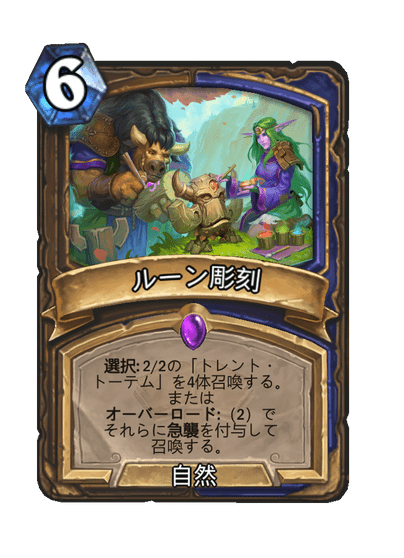 6
ルーン彫刻
選択: 2/2の「トレント・
トーテム」を4体召喚する。
または
オーバーロード:（2）で
それらに急襲を付与して
召喚する。
自然